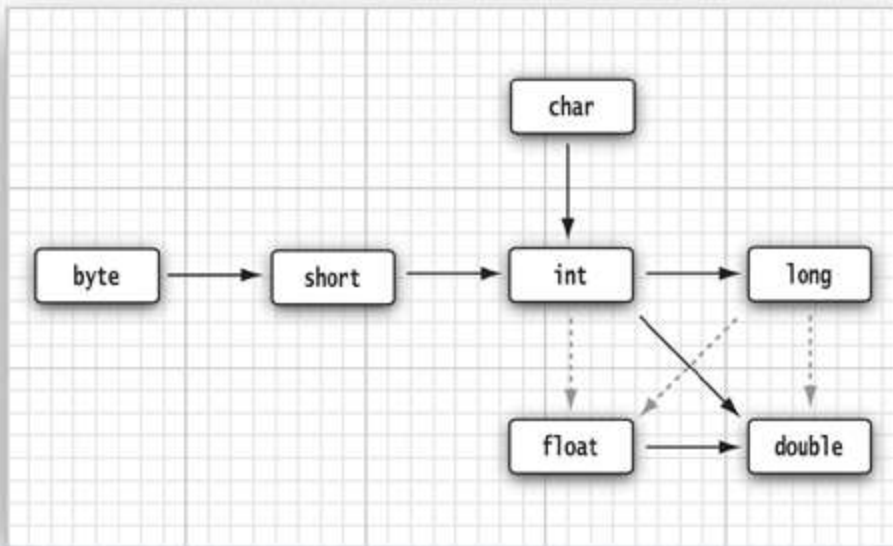 char
byte
short
int
long
float
double